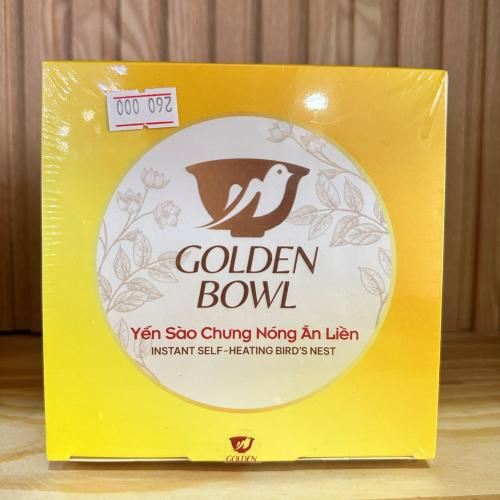 260 000
GOLDEN
BOWL
Yến Sào Chưng Nóng Ăn Liền
INSTANT SELF-HEATING BIRD'S NEST
GOLDEN